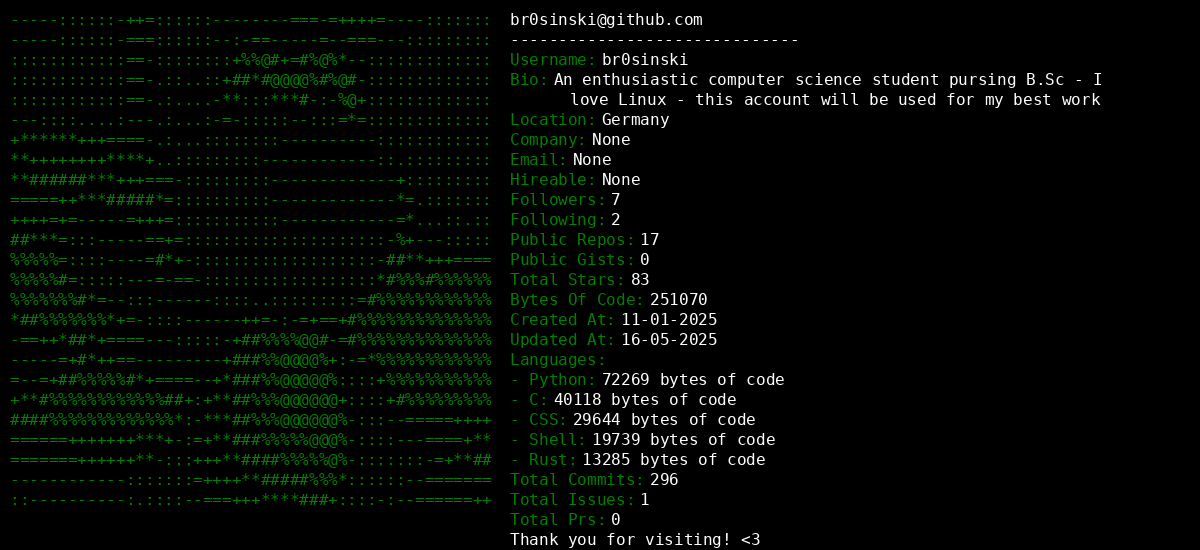 br0sinski@github.com
------------------------------
Username: br0sinski
Bio: An enthusiastic computer science student pursing B.Sc - I
love Linux - this account will be used for my best work
Location: Germany
Company: None
Email: None
Hireable: None
Followers: 7
Following: 2
Public Repos: 17
Public Gists: 0
Total Stars: 83
Bytes Of Code: 251070
Created At: 11-01-2025
Updated At: 16-05-2025
Languages:
- Python: 72269 bytes of code
- C: 40118 bytes of code
- CSS: 29644 bytes of code
- Shell: 19739 bytes of code
- Rust: 13285 bytes of code
Total Commits: 296
Total Issues: 1
Total Prs: 0
Thank you for visiting! <3